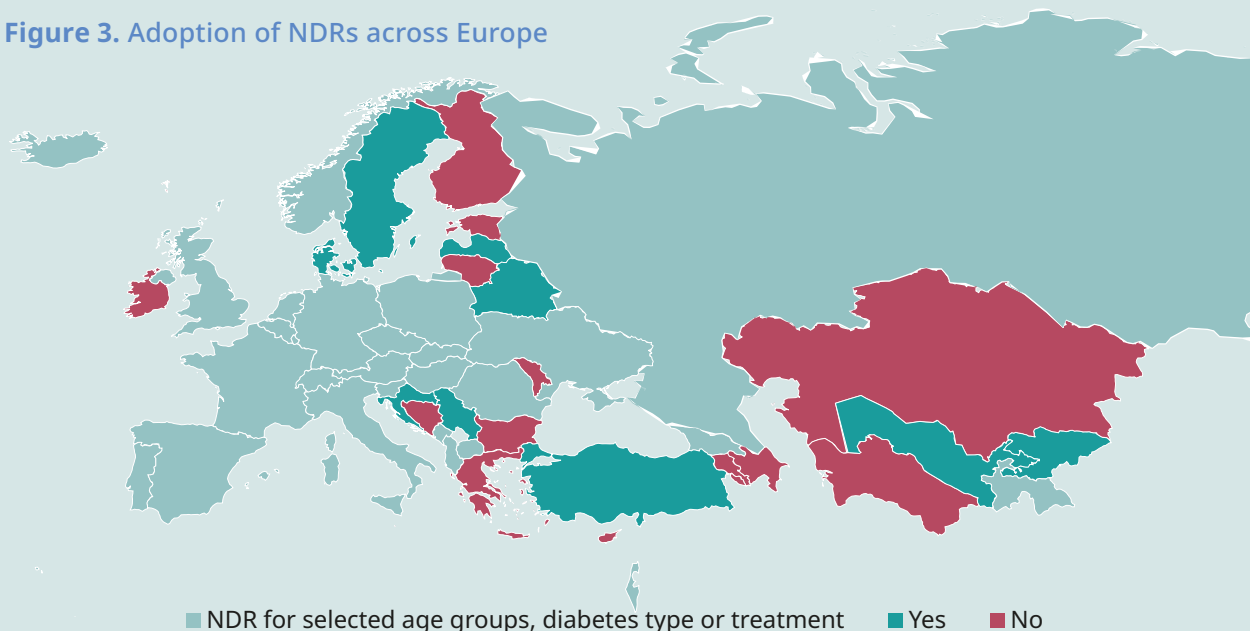 Figure 3. Adoption of NDRs across Europe
NDR for selected age groups, diabetes type or treatment Yes No